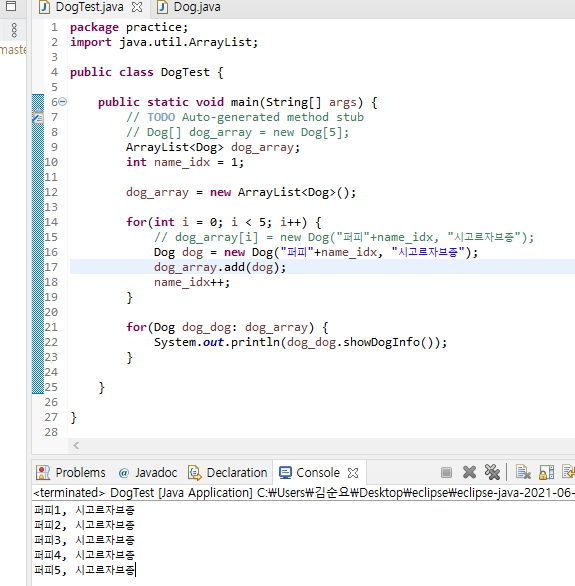 DogTest.java Dog.java
maste
1 package practice;
2 import java.util.ArrayList;
3
4 public class DogTest {
5
6 public static void main(String[] args) {
7 // TODO Auto-generated method stub
8 // Dog[] dog_array = new Dog[5];
9 ArrayList<Dog> dog_array;
10 int name_idx = 1;
11
12 dog_array = new ArrayList<Dog>();
13
14 for(int i = 0; i < 5; i++) {
15 // dog_array[i] = new Dog("퍼피"+name_idx, "시고르자브종");
16 Dog dog = new Dog("퍼피"+name_idx, "시고르자브종");
17 dog_array.add(dog);
18 name_idx++;
19 }
20
21 for(Dog dog_dog: dog_array) {
22 System.out.println(dog_dog.showDogInfo());
23 }
24
25 }
26
27 }
28
Problems @ Javadoc Declaration Console
<terminated> DogTest [Java Application] C:₩Users₩김순요₩Desktop₩eclipse₩eclipse-java-2021-06-
퍼피1, 시고르자브종
퍼피2, 시고르자브종
퍼피3, 시고르자브종
퍼피4, 시고르자브종
퍼피5, 시고르자브종